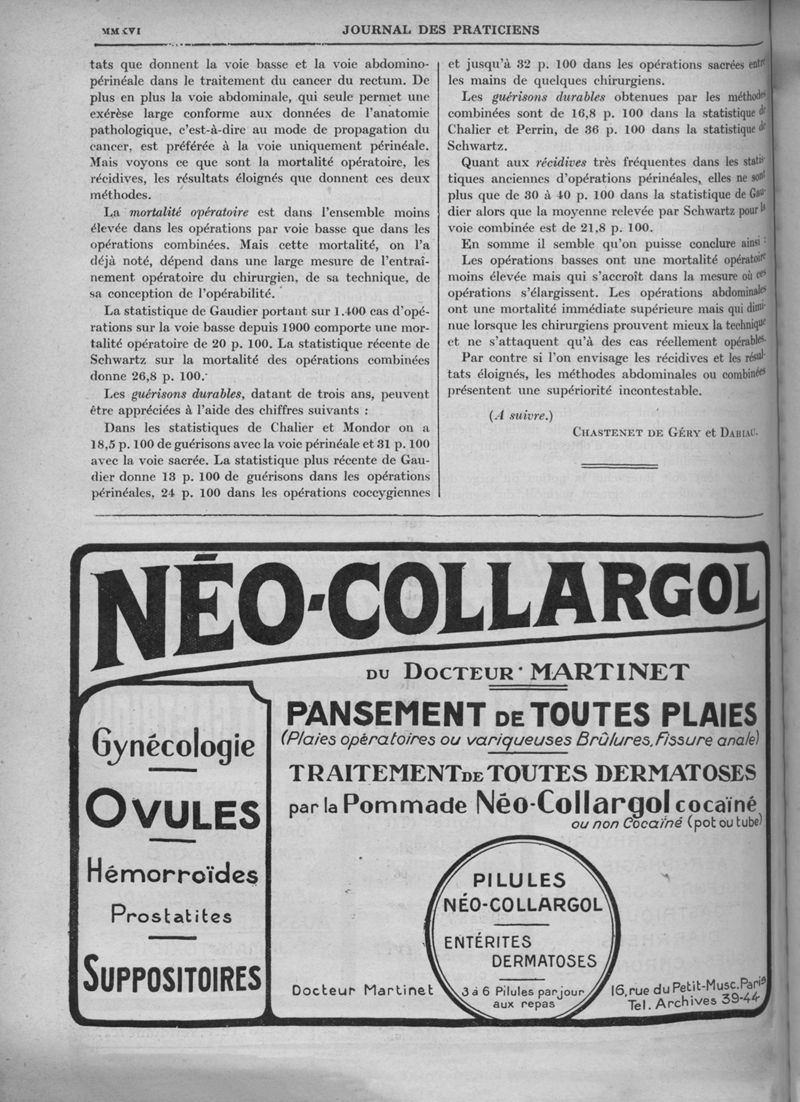 MMXVI
JOURNAL DES PRATICIENS
tats que donnent la voie basse et la voie abdomino-
périnéale dans le traitement du cancer du rectum. De
plus en plus la voie abdominale, qui seule permet une
exérèse large conforme aux données de l'anatomie
pathologique, c'est-à-dire au mode de propagation du
cancer, est préférée à la voie uniquement périnéale.
Mais voyons ce que sont la mortalité opératoire, les
récidives, les résultats éloignés que donnent ces deux
méthodes.
La mortalité opératoire est dans l'ensemble moins
élevée dans les opérations par voie basse que dans les
opérations combinées. Mais cette mortalité, on l'a
déjà noté, dépend dans une large mesure de l'entraî-
nement opératoire du chirurgien, de sa technique, de
sa conception de l'opérabilité.
La statistique de Gaudier portant sur 1.400 cas d'opé-
rations sur la voie basse depuis 1900 comporte une mor-
talité opératoire de 20 p. 100. La statistique récente de
Schwartz sur la mortalité des opérations combinées
donne 26,8 p. 100.
Les guérisons durables, datant de trois ans, peuvent
être appréciées à l'aide des chiffres suivants :
Dans les statistiques de Chalier et Mondor on a
18,5 p. 100 de guérisons avec la voie périnéale et 31 p. 100
avec la voie sacrée. La statistique plus récente de Gau-
dier donne 13 p. 100 de guérisons dans les opérations
périnéales, 24 p. 100 dans les opérations coccygiennes
et jusqu'à 32 p. 100 dans les opérations sacrées entre
les mains de quelques chirurgiens.
Les guérisons durables obtenues par les méthodes
combinées sont de 16,8 p. 100 dans la statistique de
Chalier et Perrin, de 36 p. 100 dans la statistique de
Schwartz.
Quant aux récidives très fréquentes dans les statis-
tiques anciennes d'opérations périnéales, elles ne sont
plus que de 30 à 40 p. 100 dans la statistique de Gau-
dier alors que la moyenne relevée par Schwartz pour la
voie combinée est de 21,8 p. 100.
En somme il semble qu'on puisse conclure ainsi :
Les opérations basses ont une mortalité opératoire
moins élevée mais qui s'accroît dans la mesure où ces
opérations s'élargissent. Les opérations abdominales
ont une mortalité immédiate supérieure mais qui dimi-
nue lorsque les chirurgiens prouvent mieux la technique
et ne s'attaquent qu'à des cas réellement opérables.
Par contre si l'on envisage les récidives et les résul-
tats éloignés, les méthodes abdominales ou combinées
présentent une supériorité incontestable.
(A suivre.)
CHASTENET DE GÉRY et DABIAU.
NÉO-COLLARGOL
DU DOCTEUR MARTINET
Gynécologie
OVULES
Hémorroïdes
Prostatites
SUPPOSITOIRES
PANSEMENT DE TOUTES PLAIES
(Plaies opératoires ou variqueuses Brûlures, Fissure anale)
TRAITEMENT DE TOUTES DERMATOSES
par la Pommade Néo-Collargol cocaïné
ou non Cocaïné (pot ou tube)
PILULES
NÉO-COLLARGOL
ENTÉRITES
DERMATOSES
3 à 6 Pilules par jour
aux repas
Docteur Martinet
16, rue du Petit-Musc. Paris
Tel. Archives 39-44